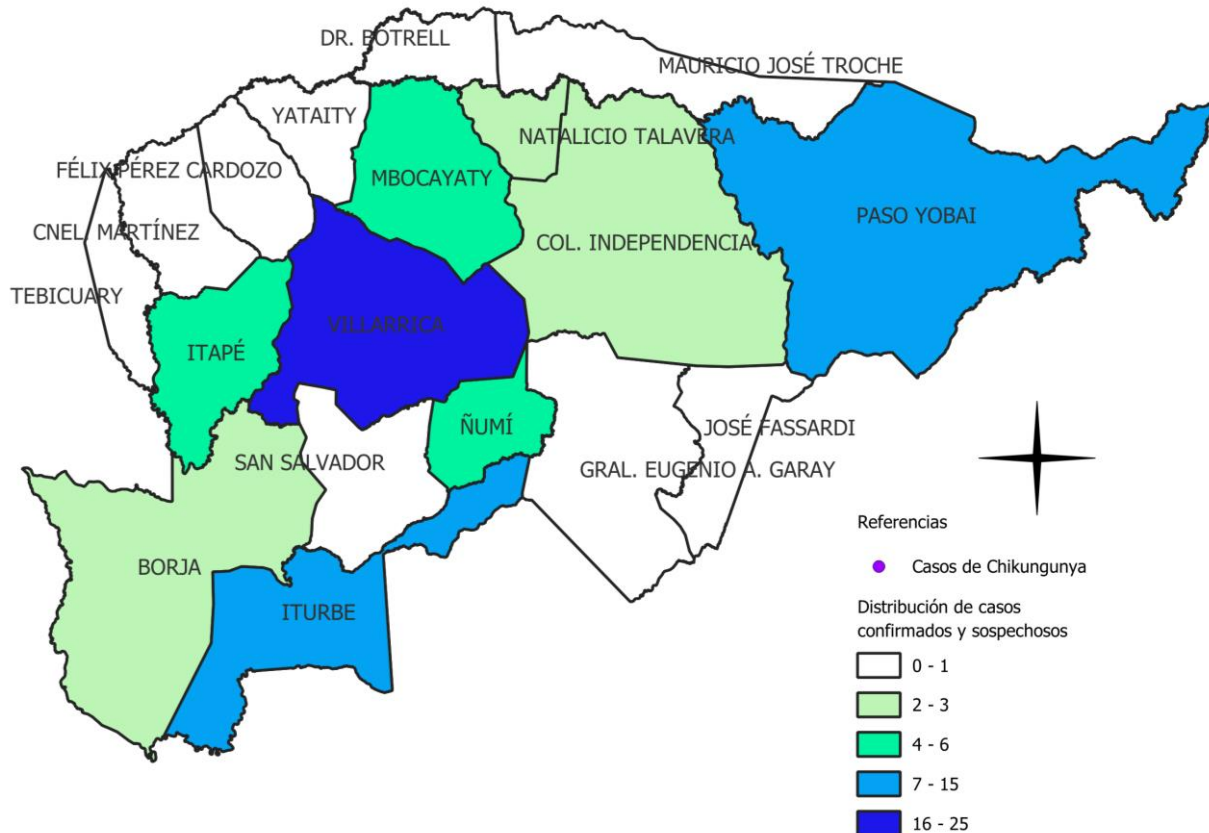 DR. BOTRELL
MAURICIO JOSÉ TROCHE
YATAITY
NATALICIO TALAVERA
FÉLIX PÉREZ CARDOZO
MBOCAYATY
PASO YOBAI
CNEL. MARTÍNEZ
COL. INDEPENDENCIA
TEBICUARY
VILLARRICA
ITAPÉ
ÑUMÍ
JOSÉ FASSARDI
SAN SALVADOR
GRAL. EUGENIO A. GARAY
BORJA
ITURBE
Referencias
Casos de Chikungunya
Distribución de casos
confirmados y sospechosos
0 - 1
2 - 3
4 - 6
7 - 15
16 - 25